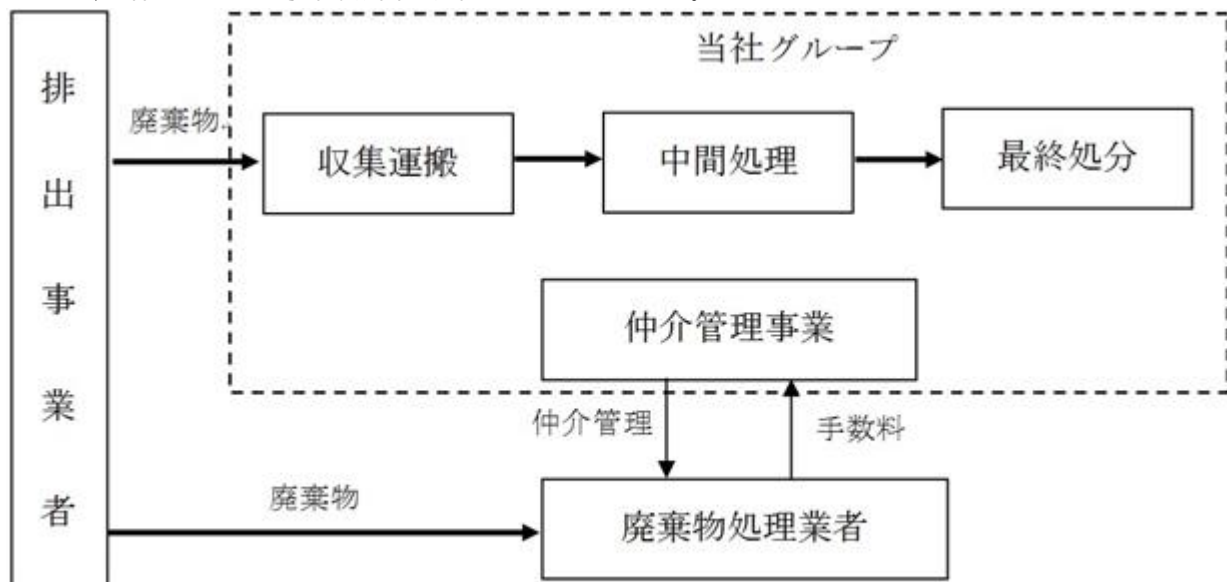 排出事業者
当社グループ
廃棄物
収集運搬
中間処理
最終処分
仲介管理事業
仲介管理
手数料
廃棄物
廃棄物処理業者